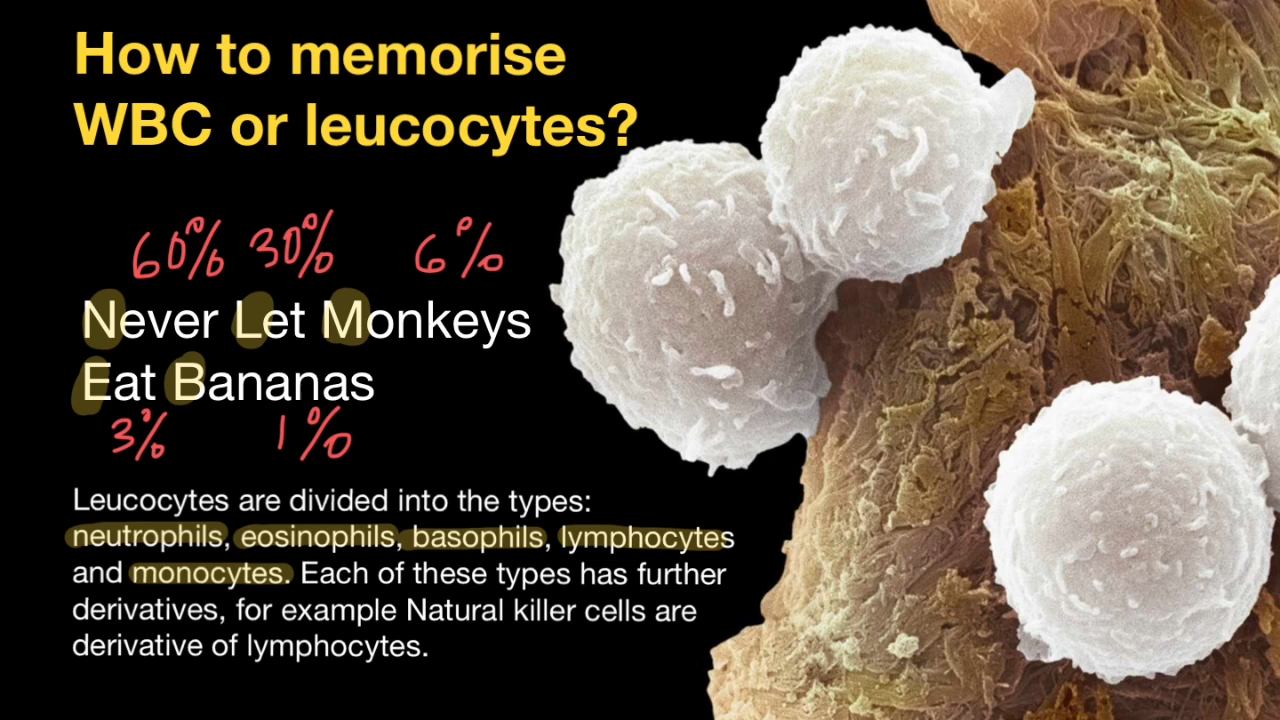 How to memorise
WBC or leucocytes?
60% 30% 6%
Never Let Monkeys
Eat Bananas
3% 1%
Leucocytes are divided into the types:
neutrophils, eosinophils, basophils, lymphocytes
and monocytes. Each of these types has further
derivatives, for example Natural killer cells are
derivative of lymphocytes.